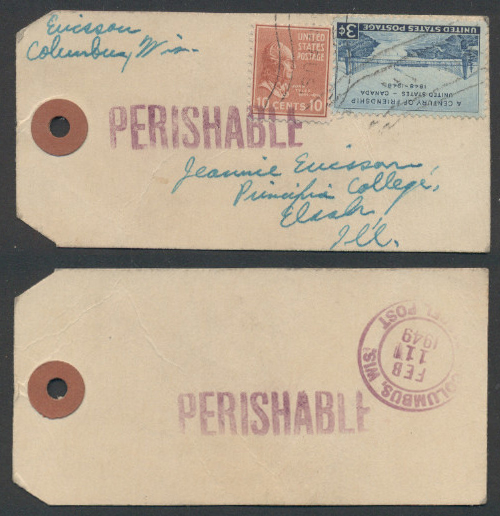 Ericsson
Columbus, Wis.
UNITED
STATES
POSTAGE
10 CENTS 10
3¢ UNITED STATES POSTAGE
A CENTURY OF FRIENDSHIP
UNITED STATES - CANADA
1848-1948
PERISHABLE
Jeannie Ericsson
Principia College,
Elsah,
Ill.
COLUMBUS, WIS.
POST
FEB
11
1949
PERISHABLE